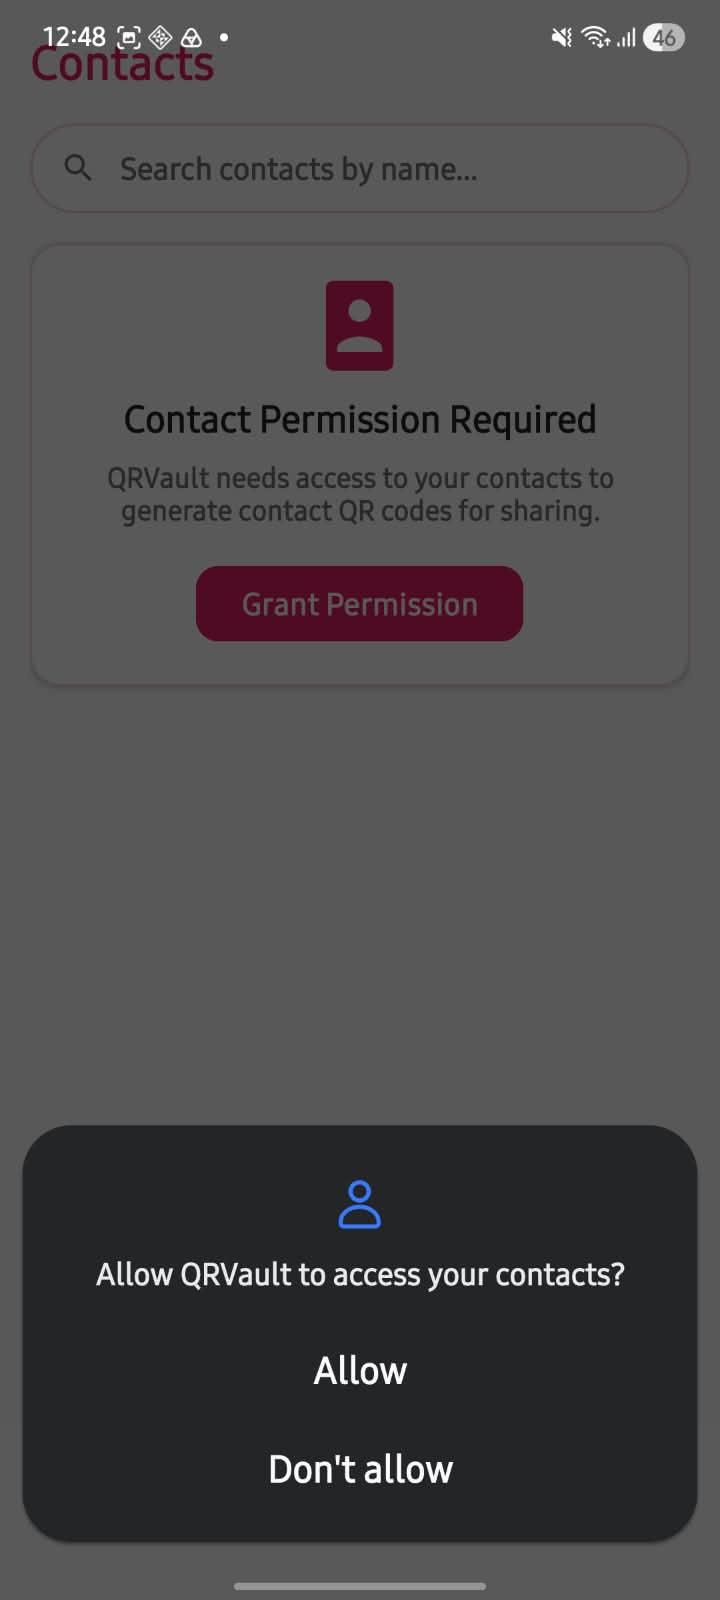 12:48
46
Contacts
Search contacts by name...
Contact Permission Required
QRVault needs access to your contacts to
generate contact QR codes for sharing.
Grant Permission
Allow QRVault to access your contacts?
Allow
Don't allow